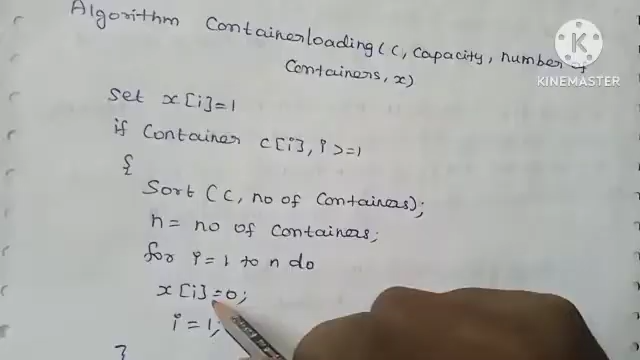 Algorithm Containerloading (C, Capacity, number of
Containers, x)
K
KINEMASTER
Set x[i]=1
if Container c[i], i>=1
{
Sort (C, no of Containers);
n= no of Containers;
for i=1 to n do
x[i]=0;
i=1;
}